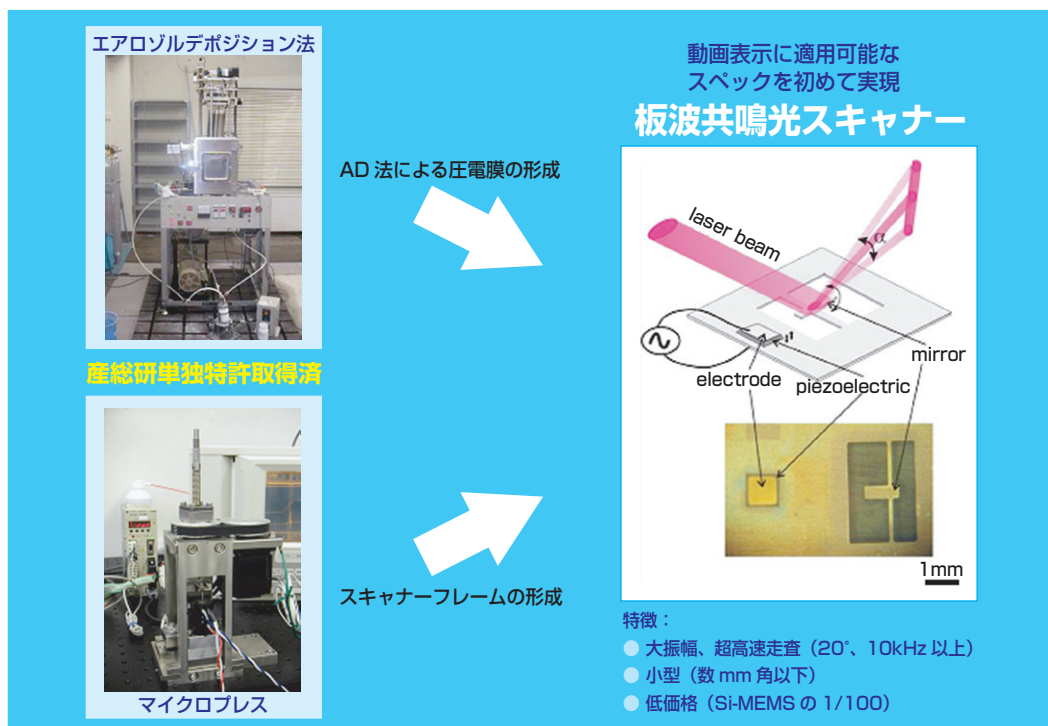 エアロゾルデポジション法
産総研単独特許取得済
マイクロプレス
AD 法による圧電膜の形成
スキャナーフレームの形成
動画表示に適用可能な
スペックを初めて実現
板波共鳴光スキャナー
laser beam
α
mirror
electrode
piezoelectric
1mm
特徴：
● 大振幅、超高速走査（20°、10kHz 以上）
● 小型（数 mm 角以下）
● 低価格（Si-MEMS の 1/100）